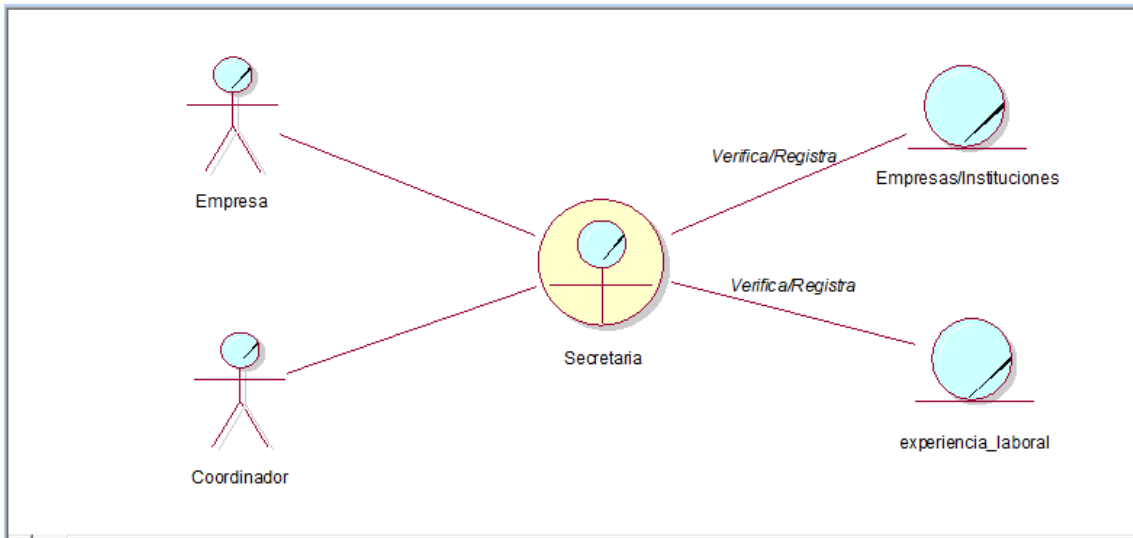 Empresa
Verifica/Registra
Empresas/Instituciones
Secretaria
Verifica/Registra
Coordinador
experiencia_laboral